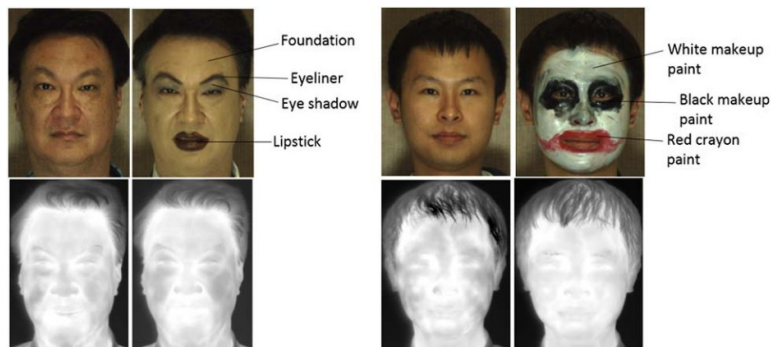 Foundation
Eyeliner
Eye shadow
Lipstick
White makeup
paint
Black makeup
paint
Red crayon
paint